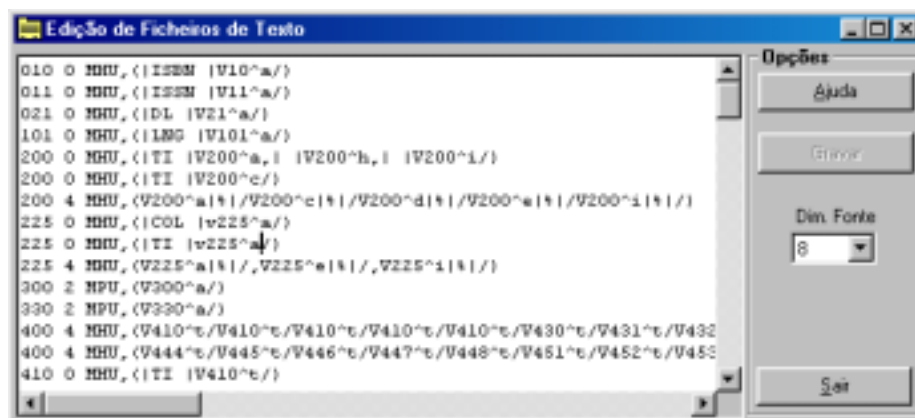 Edição de Ficheiros de Texto
010 0 MHU,(|ISBN |V10^a/)
011 0 MHU,(|ISSN |V11^a/)
021 0 MHU,(|DL |V21^a/)
101 0 MHU,(|LNG |V101^a/)
200 0 MHU,(|TI |V200^a,| |V200^h,| |V200^i/)
200 0 MHU,(|TI |V200^c/)
200 4 MHU,(V200^a|%|/V200^c|%|/V200^d|%|/V200^e|%|/V200^i|%|/)
225 0 MHU,(|COL |v225^a/)
225 0 MHU,(|TI |v225^a/)
225 4 MHU,(V225^a|%|/,V225^e|%|/,V225^i|%|/)
300 2 MPU,(V300^a/)
330 2 MPU,(V330^a/)
400 4 MHU,(V410^t/V410^t/V410^t/V410^t/V410^t/V430^t/V431^t/V432
400 4 MHU,(V444^t/V445^t/V446^t/V447^t/V448^t/V451^t/V452^t/V453
410 0 MHU,(|TI |V410^t/)
Opções
Ajuda
Gravar
Dim. Fonte
8
Sair